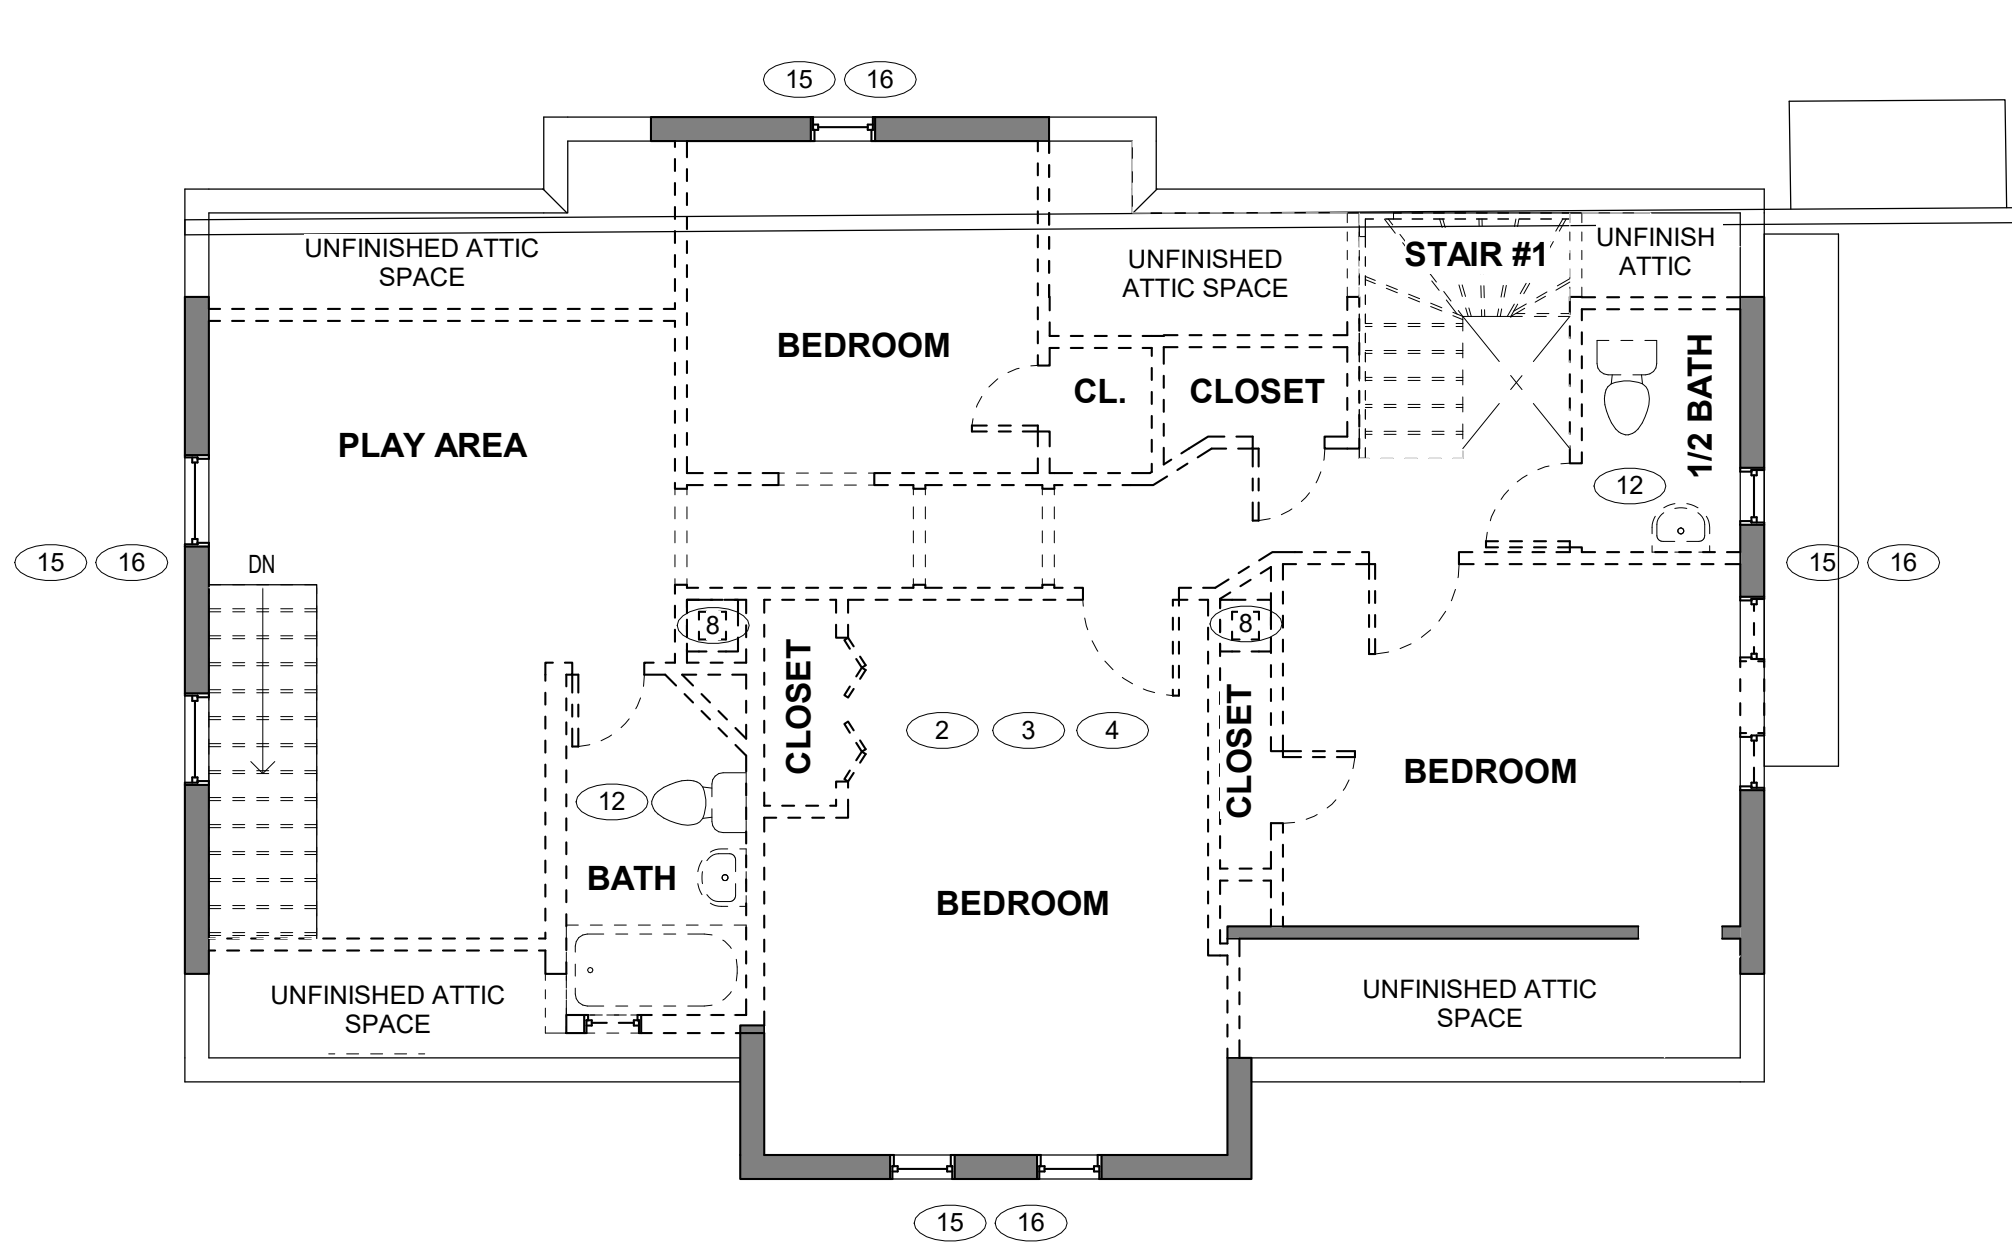 15 16
UNFINISHED ATTIC
SPACE
UNFINISHED
ATTIC SPACE
STAIR #1
UNFINISH
ATTIC
BEDROOM
CL.
CLOSET
1/2 BATH
PLAY AREA
12
15 16
DN
15 16
8
8
CLOSET
2 3 4
CLOSET
BEDROOM
12
BATH
BEDROOM
UNFINISHED ATTIC
SPACE
UNFINISHED ATTIC
SPACE
15 16